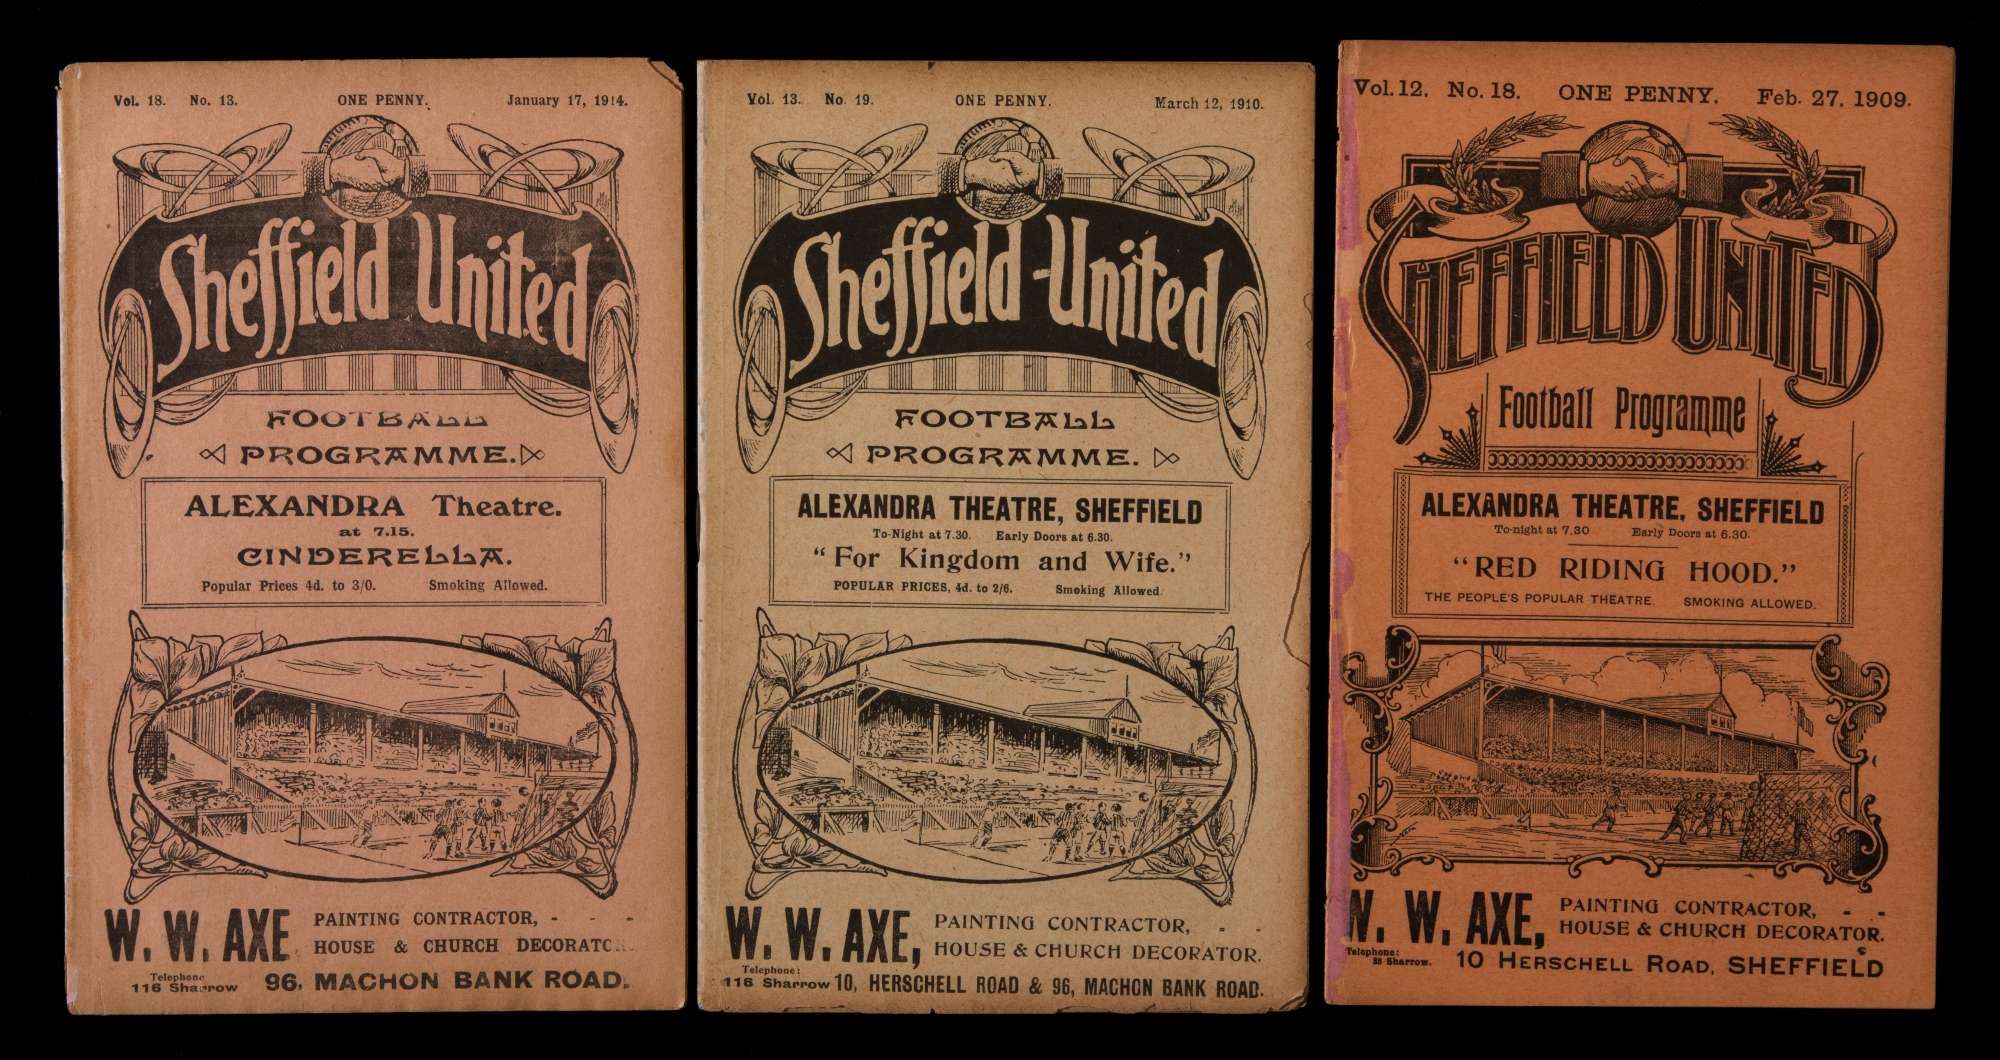 Vol. 18. No. 13. ONE PENNY. January 17, 1914.
Sheffield United
FOOTBALL
PROGRAMME.
ALEXANDRA Theatre.
at 7.15.
CINDERELLA.
Popular Prices 4d. to 3/0. Smoking Allowed.
W. W. AXE PAINTING CONTRACTOR, - - -
HOUSE & CHURCH DECORATO
Telephone
116 Sharrow 96, MACHON BANK ROAD.
Vol. 13. No. 19. ONE PENNY. March 12, 1910.
Sheffield United
FOOTBALL
PROGRAMME.
ALEXANDRA THEATRE, SHEFFIELD
To-Night at 7.30. Early Doors at 6.30.
"For Kingdom and Wife."
POPULAR PRICES, 4d. to 2/6. Smoking Allowed.
W. W. AXE, PAINTING CONTRACTOR, - -
HOUSE & CHURCH DECORATOR.
Telephone:
116 Sharrow 10, HERSCHELL ROAD & 96, MACHON BANK ROAD.
Vol. 12. No. 18. ONE PENNY. Feb. 27. 1909.
SHEFFIELD UNITED
Football Programme
ALEXANDRA THEATRE, SHEFFIELD
To-night at 7.30 Early Doors at 6.30.
"RED RIDING HOOD."
THE PEOPLE'S POPULAR THEATRE. SMOKING ALLOWED.
W. W. AXE, PAINTING CONTRACTOR, - -
HOUSE & CHURCH DECORATOR.
Telephone:
Sharrow. 10 HERSCHELL ROAD, SHEFFIELD